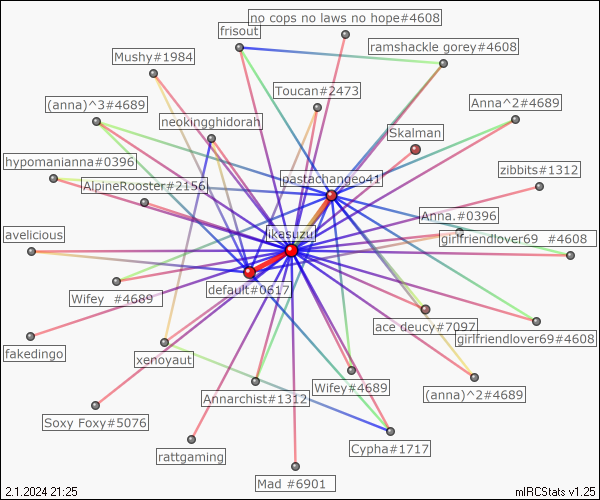 no cops no laws no hope#4608
frisout
ramshackle gorey#4608
Mushy#1984
Toucan#2473
(anna)^3#4689
Anna^2#4689
neokingghidorah
Skalman
hypomanianna#0396
zibbits#1312
pastachangeo41
AlpineRooster#2156
Anna.#0396
avelicious
ikasuzu
girlfriendlover69 #4608
default#0617
Wifey #4689
ace deucy#7097
girlfriendlover69#4608
fakedingo
xenoyaut
Wifey#4689
(anna)^2#4689
Annarchist#1312
Soxy Foxy#5076
Cypha#1717
rattgaming
Mad #6901
2.1.2024 21:25
mIRCStats v1.25